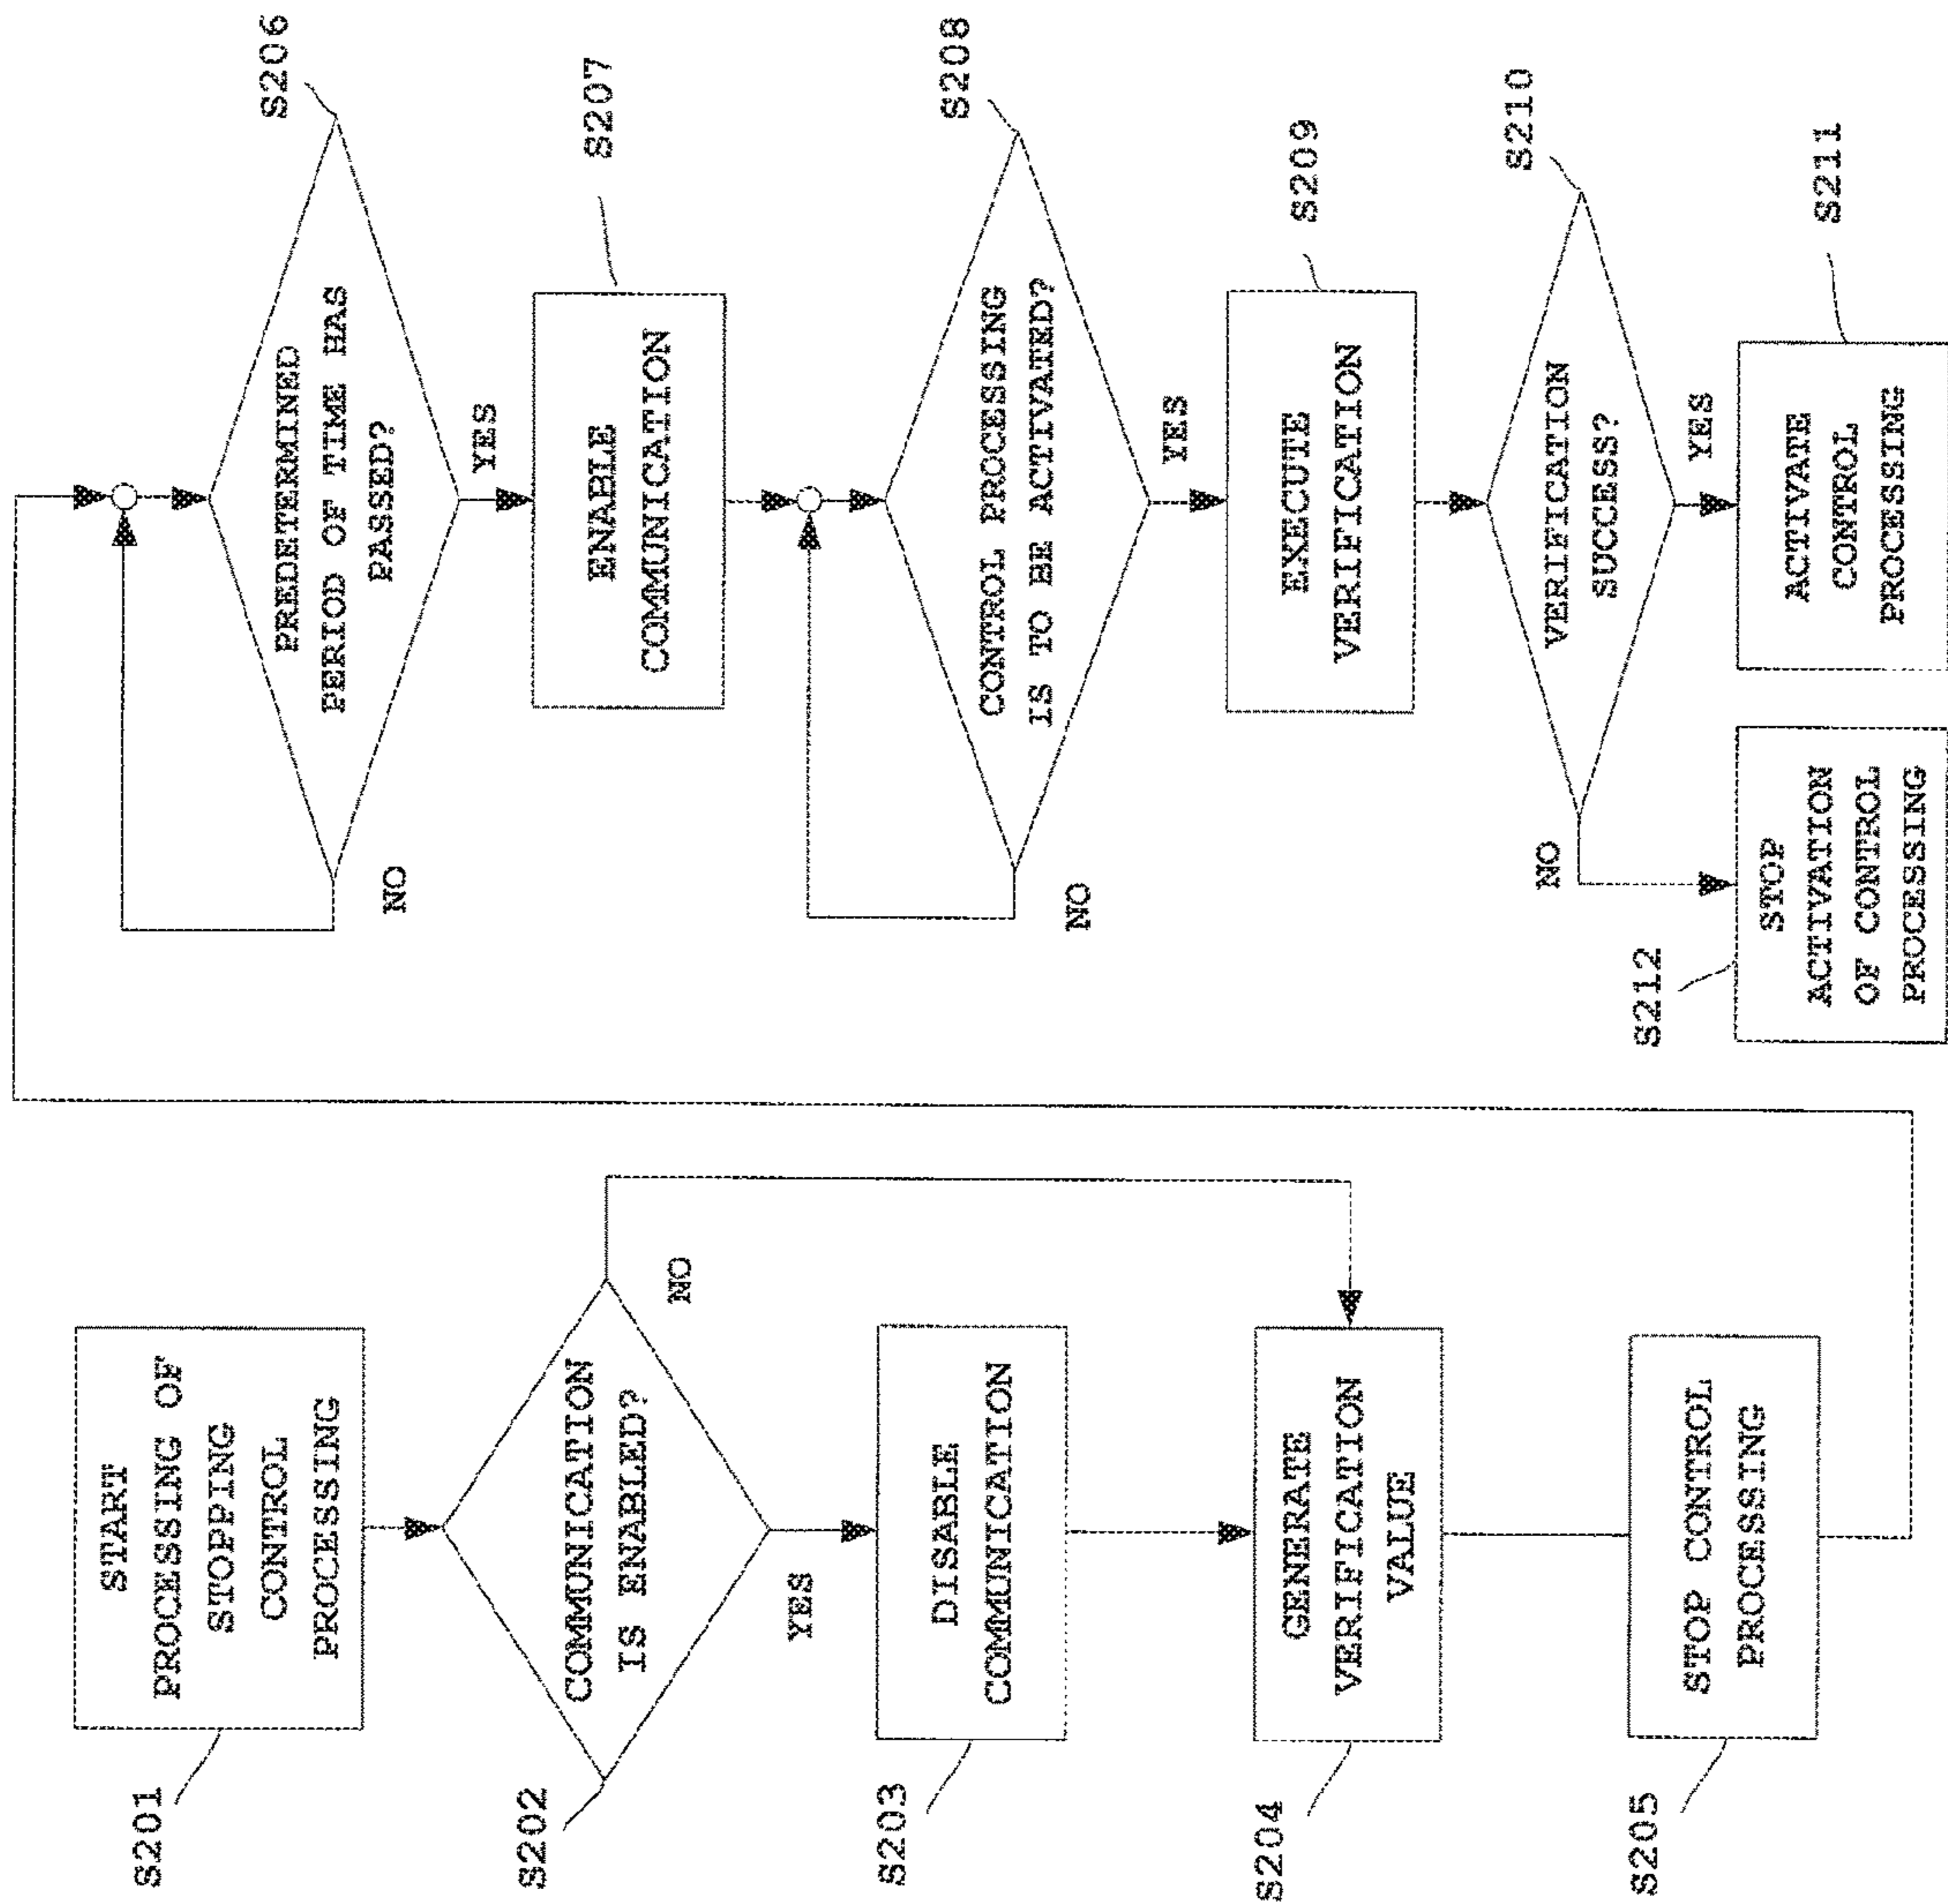 S201
START
PROCESSING OF
STOPPING
CONTROL
PROCESSING
S202
COMMUNICATION
IS ENABLED?
NO
YES
S203
DISABLE
COMMUNICATION
S204
GENERATE
VERIFICATION
VALUE
S205
STOP CONTROL
PROCESSING
S206
PREDETERMINED
PERIOD OF TIME HAS
PASSED?
NO
YES
S207
ENABLE
COMMUNICATION
S208
CONTROL PROCESSING
IS TO BE ACTIVATED?
NO
YES
S209
EXECUTE
VERIFICATION
S210
VERIFICATION
SUCCESS?
NO
YES
S212
STOP
ACTIVATION
OF CONTROL
PROCESSING
S211
ACTIVATE
CONTROL
PROCESSING